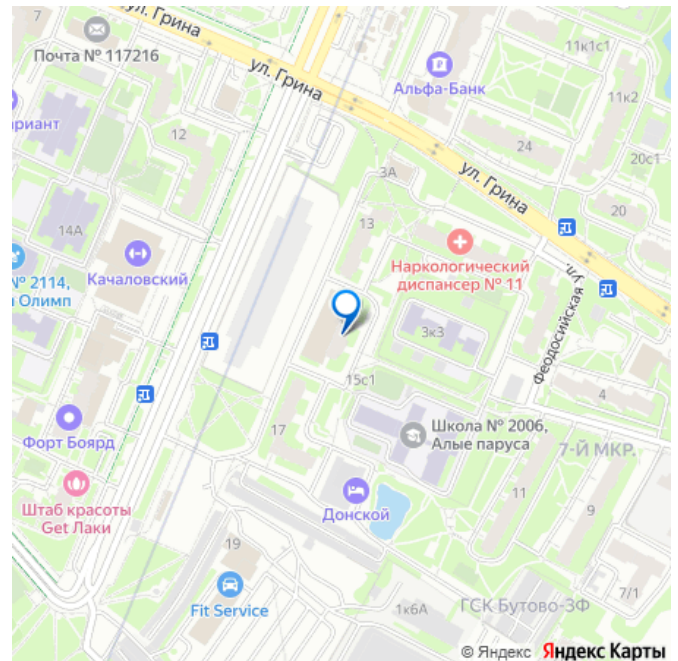 ул. Грина
Почта № 117216
ул. Грина
Альфа-Банк
11к1с1
11к2
риант
12
24
20с1
3А
ул. Грина
20
14А
13
Качаловский
Наркологический
диспансер № 11
№ 2114,
Олимп
3к3
Феодосийская ул.
15с1
4
Форт Боярд
17
Школа № 2006,
Алые паруса
7-Й МКР.
Штаб красоты
Get Лаки
Донской
11
9
19
Fit Service
1к6А
ГСК Бутово-3Ф
7/1
© Яндекс Яндекс Карты